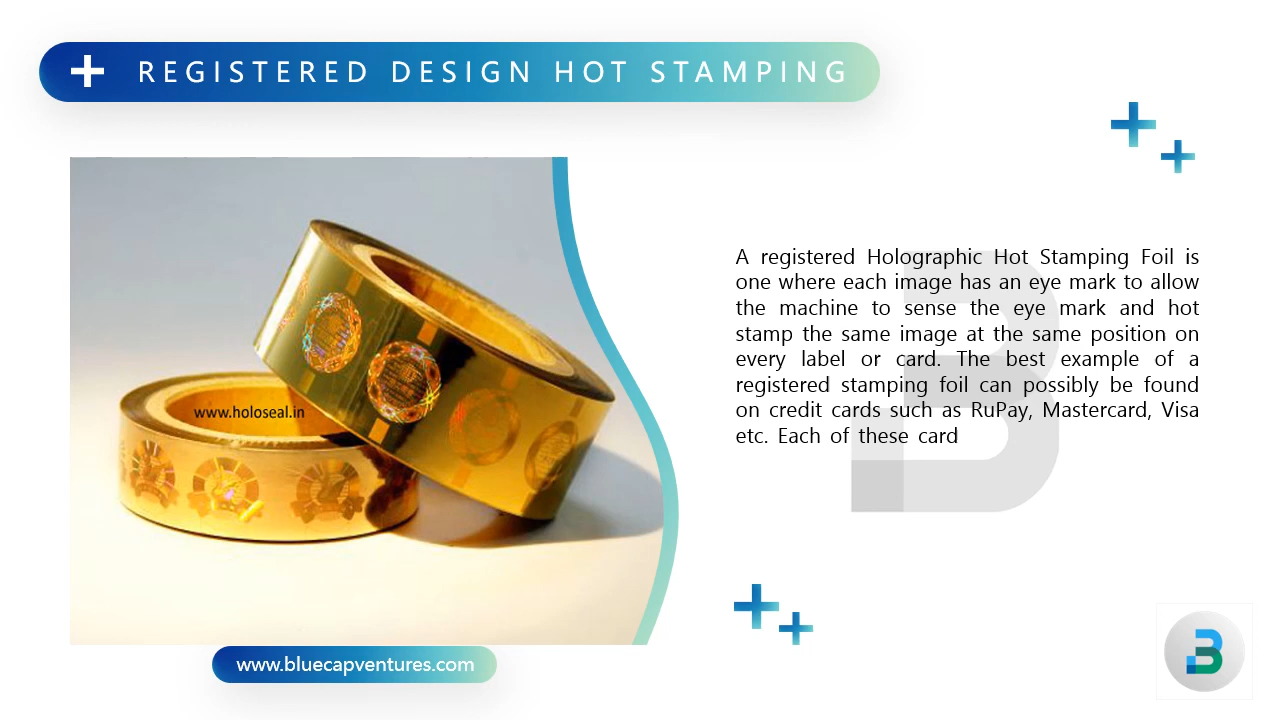 REGISTERED DESIGN HOT STAMPING
A registered Holographic Hot Stamping Foil is
one where each image has an eye mark to allow
the machine to sense the eye mark and hot
stamp the same image at the same position on
every label or card. The best example of a
registered stamping foil can possibly be found
on credit cards such as RuPay, Mastercard, Visa
etc. Each of these card
www.holoseal.in
www.bluecapventures.com